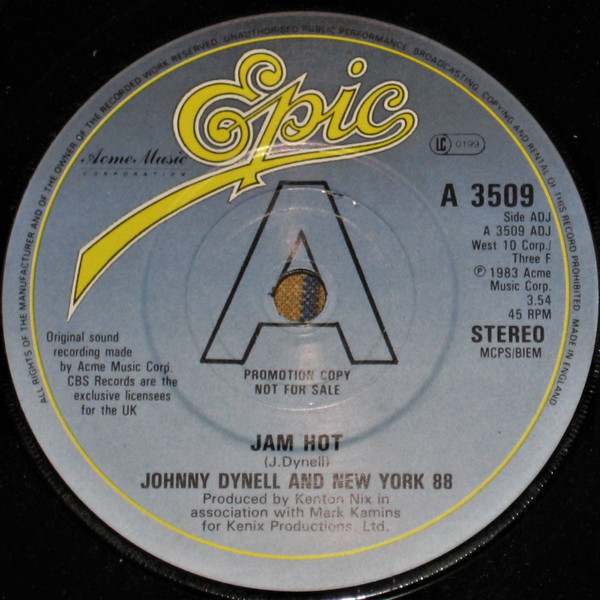 ALL RIGHTS OF THE MANUFACTURER AND OF THE OWNER OF THE RECORDED WORK RESERVED. UNAUTHORISED PUBLIC PERFORMANCE, BROADCASTING, COPYING AND RENTAL OF THIS RECORD PROHIBITED. MADE IN ENGLAND
Epic
Acme Music
CORPORATION
LC 0199
A 3509
Side ADJ
A 3509 ADJ
West 10 Corp./
Three F
℗ 1983 Acme
Music Corp.
3.54
45 RPM
STEREO
MCPS/BIEM
A
Original sound
recording made
by Acme Music Corp.
CBS Records are the
exclusive licensees
for the UK
PROMOTION COPY
NOT FOR SALE
JAM HOT
(J.Dynell)
JOHNNY DYNELL AND NEW YORK 88
Produced by Kenton Nix in
association with Mark Kamins
for Kenix Productions, Ltd.